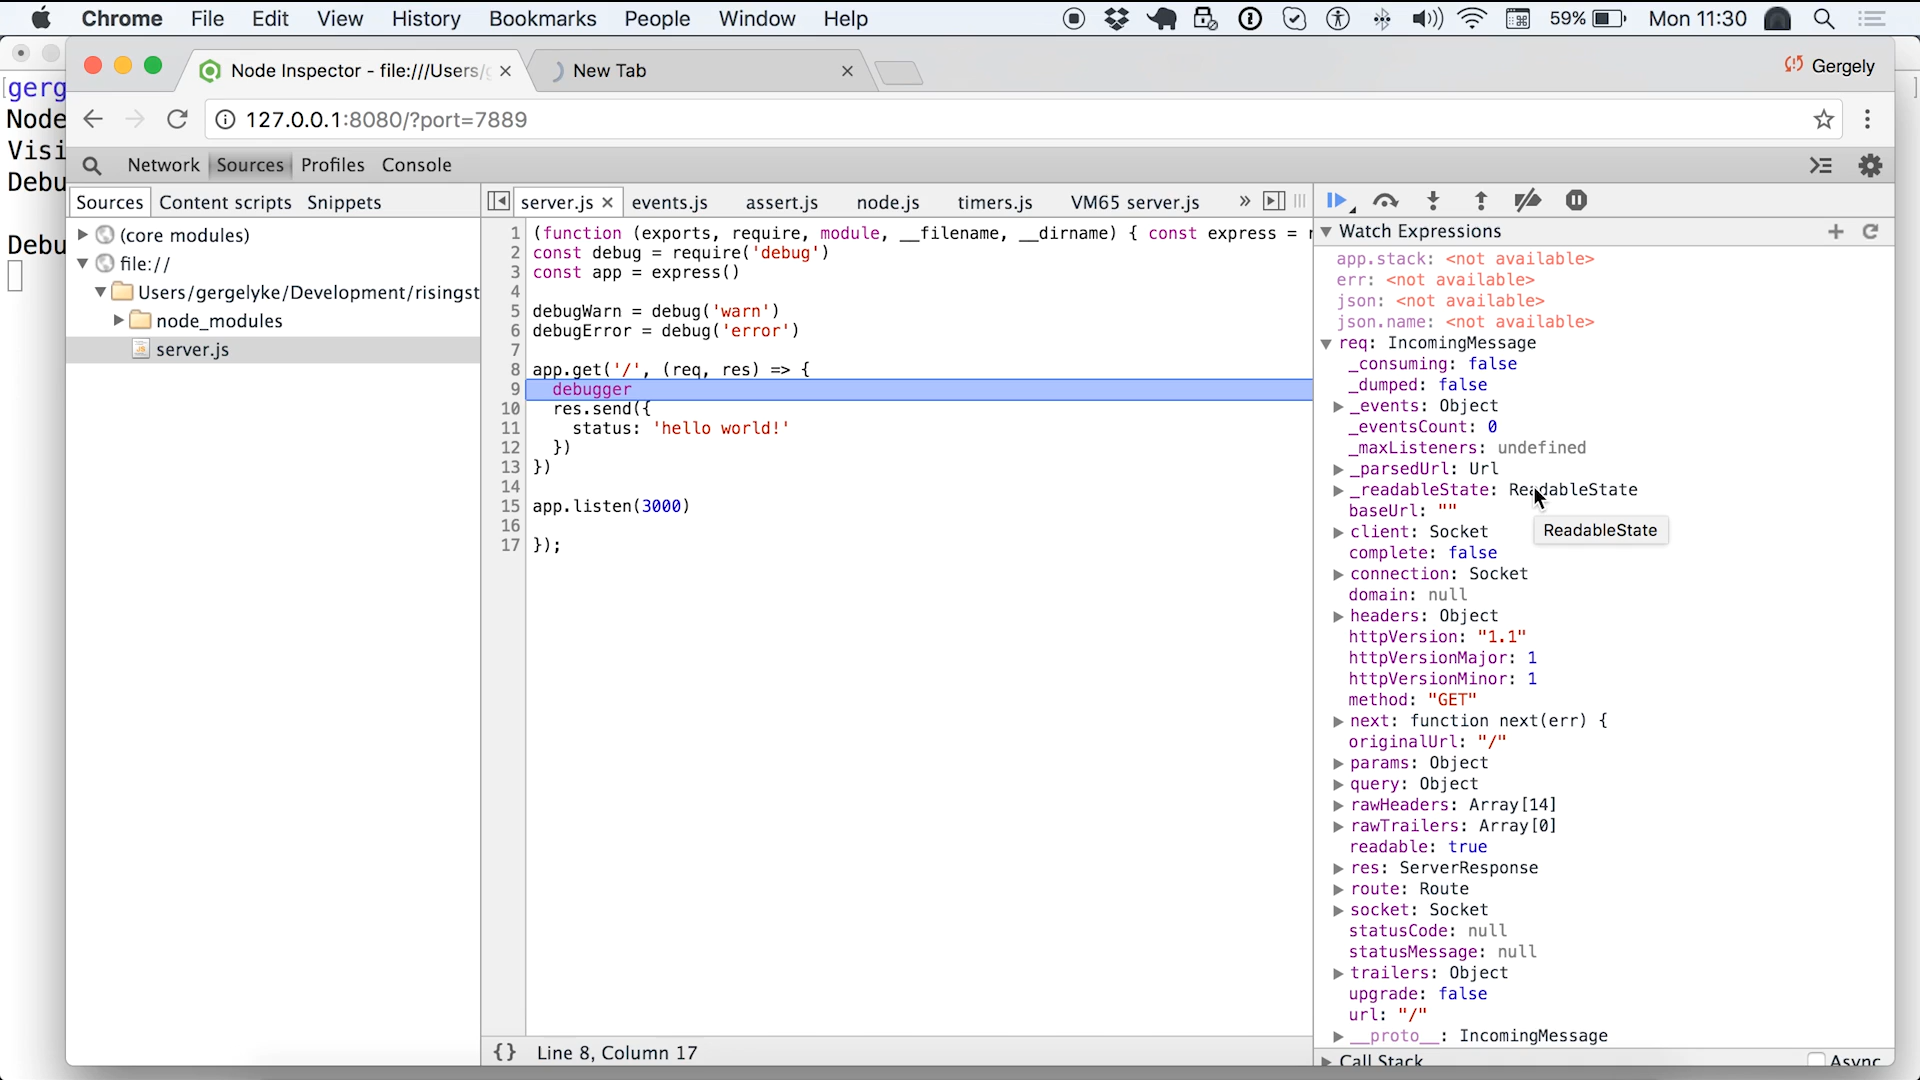 Chrome File Edit View History Bookmarks People Window Help 59% Mon 11:30
Node Inspector - file:///Users/g New Tab Gergely
127.0.0.1:8080/?port=7889
[gerg
Node
Visi
Debu
Debu
Network Sources Profiles Console
Sources Content scripts Snippets
(core modules)
file://
Users/gergelyke/Development/risingst
node_modules
server.js
server.js events.js assert.js node.js timers.js VM65 server.js »
1 (function (exports, require, module, __filename, __dirname) { const express = r
2 const debug = require('debug')
3 const app = express()
4
5 debugWarn = debug('warn')
6 debugError = debug('error')
7
8 app.get('/', (req, res) => {
9 debugger
10 res.send({
11 status: 'hello world!'
12 })
13 })
14
15 app.listen(3000)
16
17 });
{} Line 8, Column 17
Watch Expressions
app.stack: <not available>
err: <not available>
json: <not available>
json.name: <not available>
req: IncomingMessage
_consuming: false
_dumped: false
_events: Object
_eventsCount: 0
_maxListeners: undefined
_parsedUrl: Url
_readableState: ReadableState
baseUrl: ""
ReadableState
client: Socket
complete: false
connection: Socket
domain: null
headers: Object
httpVersion: "1.1"
httpVersionMajor: 1
httpVersionMinor: 1
method: "GET"
next: function next(err) {
originalUrl: "/"
params: Object
query: Object
rawHeaders: Array[14]
rawTrailers: Array[0]
readable: true
res: ServerResponse
route: Route
socket: Socket
statusCode: null
statusMessage: null
trailers: Object
upgrade: false
url: "/"
__proto__: IncomingMessage
Call Stack Async